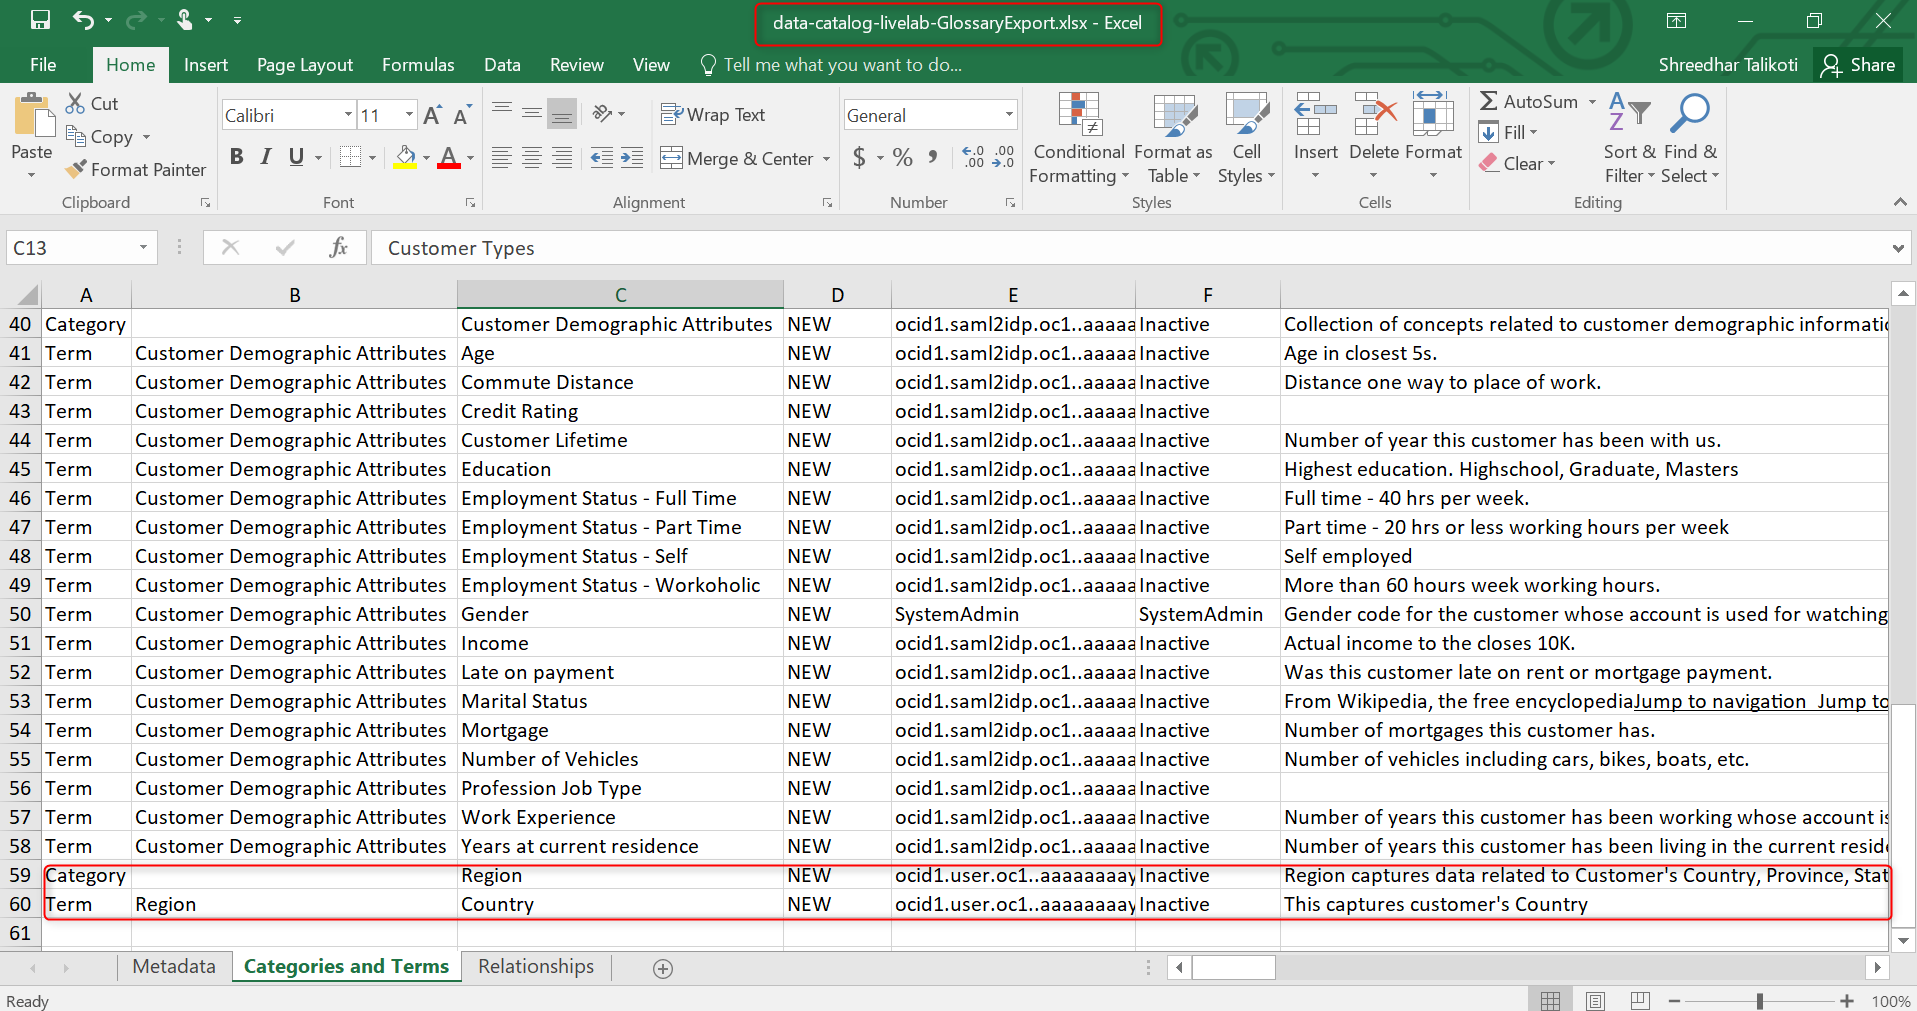 data-catalog-livelab-GlossaryExport.xlsx - Excel
File Home Insert Page Layout Formulas Data Review View Tell me what you want to do... Shreedhar Talikoti Share
Paste Cut Copy Format Painter Clipboard
Calibri 11 A A B I U A Font
Wrap Text Merge & Center Alignment
General $ % , .0 .00 .00 .0 Number
Conditional Formatting Format as Table Cell Styles Styles
Insert Delete Format Cells
AutoSum Fill Clear Sort & Filter Find & Select Editing
C13 fx Customer Types
A B C D E F
40 Category Customer Demographic Attributes NEW ocid1.saml2idp.oc1..aaaaa Inactive Collection of concepts related to customer demographic informatic
41 Term Customer Demographic Attributes Age NEW ocid1.saml2idp.oc1..aaaaa Inactive Age in closest 5s.
42 Term Customer Demographic Attributes Commute Distance NEW ocid1.saml2idp.oc1..aaaaa Inactive Distance one way to place of work.
43 Term Customer Demographic Attributes Credit Rating NEW ocid1.saml2idp.oc1..aaaaa Inactive
44 Term Customer Demographic Attributes Customer Lifetime NEW ocid1.saml2idp.oc1..aaaaa Inactive Number of year this customer has been with us.
45 Term Customer Demographic Attributes Education NEW ocid1.saml2idp.oc1..aaaaa Inactive Highest education. Highschool, Graduate, Masters
46 Term Customer Demographic Attributes Employment Status - Full Time NEW ocid1.saml2idp.oc1..aaaaa Inactive Full time - 40 hrs per week.
47 Term Customer Demographic Attributes Employment Status - Part Time NEW ocid1.saml2idp.oc1..aaaaa Inactive Part time - 20 hrs or less working hours per week
48 Term Customer Demographic Attributes Employment Status - Self NEW ocid1.saml2idp.oc1..aaaaa Inactive Self employed
49 Term Customer Demographic Attributes Employment Status - Workoholic NEW ocid1.saml2idp.oc1..aaaaa Inactive More than 60 hours week working hours.
50 Term Customer Demographic Attributes Gender NEW SystemAdmin SystemAdmin Gender code for the customer whose account is used for watching
51 Term Customer Demographic Attributes Income NEW ocid1.saml2idp.oc1..aaaaa Inactive Actual income to the closes 10K.
52 Term Customer Demographic Attributes Late on payment NEW ocid1.saml2idp.oc1..aaaaa Inactive Was this customer late on rent or mortgage payment.
53 Term Customer Demographic Attributes Marital Status NEW ocid1.saml2idp.oc1..aaaaa Inactive From Wikipedia, the free encyclopediaJump to navigation Jump to
54 Term Customer Demographic Attributes Mortgage NEW ocid1.saml2idp.oc1..aaaaa Inactive Number of mortgages this customer has.
55 Term Customer Demographic Attributes Number of Vehicles NEW ocid1.saml2idp.oc1..aaaaa Inactive Number of vehicles including cars, bikes, boats, etc.
56 Term Customer Demographic Attributes Profession Job Type NEW ocid1.saml2idp.oc1..aaaaa Inactive
57 Term Customer Demographic Attributes Work Experience NEW ocid1.saml2idp.oc1..aaaaa Inactive Number of years this customer has been working whose account is
58 Term Customer Demographic Attributes Years at current residence NEW ocid1.saml2idp.oc1..aaaaa Inactive Number of years this customer has been living in the current reside
59 Category Region NEW ocid1.user.oc1..aaaaaaaay Inactive Region captures data related to Customer's Country, Province, Stat
60 Term Region Country NEW ocid1.user.oc1..aaaaaaaay Inactive This captures customer's Country
61
Metadata Categories and Terms Relationships
Ready 100%